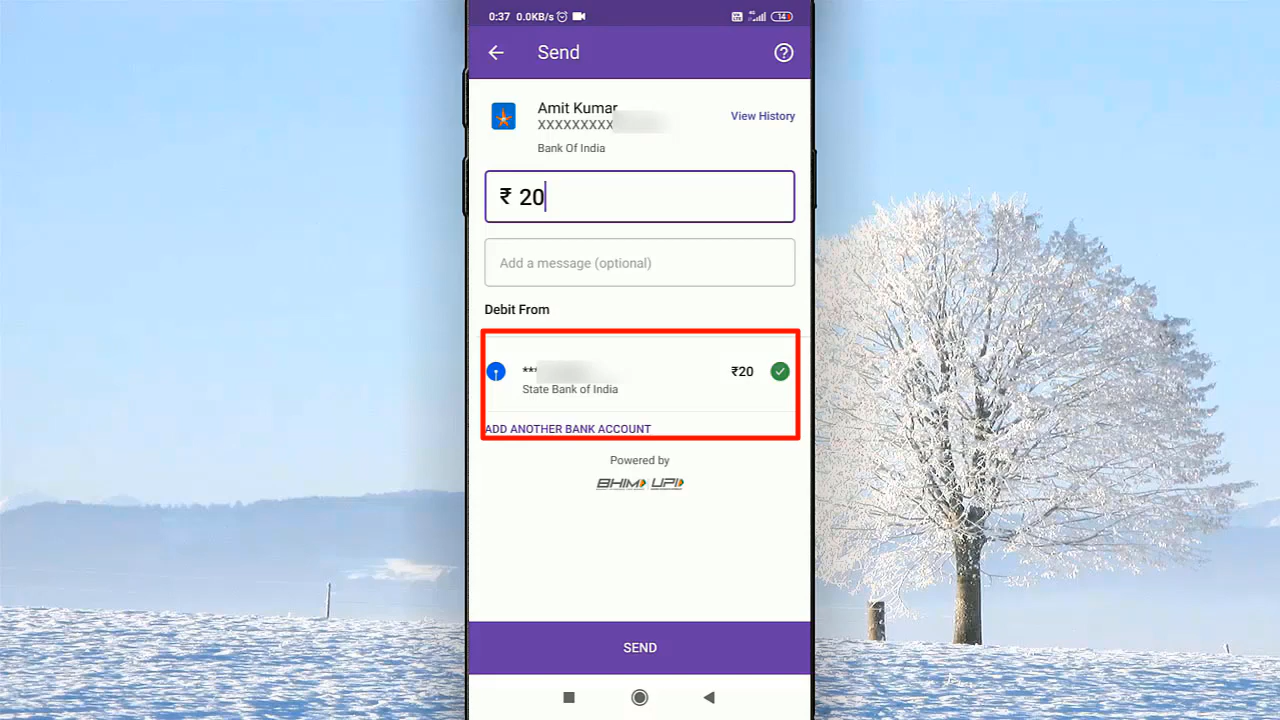 0:37 0.0KB/s 14
Send
Amit Kumar
XXXXXXXXX
View History
Bank Of India
₹ 20
Add a message (optional)
Debit From
***
₹20
State Bank of India
ADD ANOTHER BANK ACCOUNT
Powered by
BHIM UPI
SEND